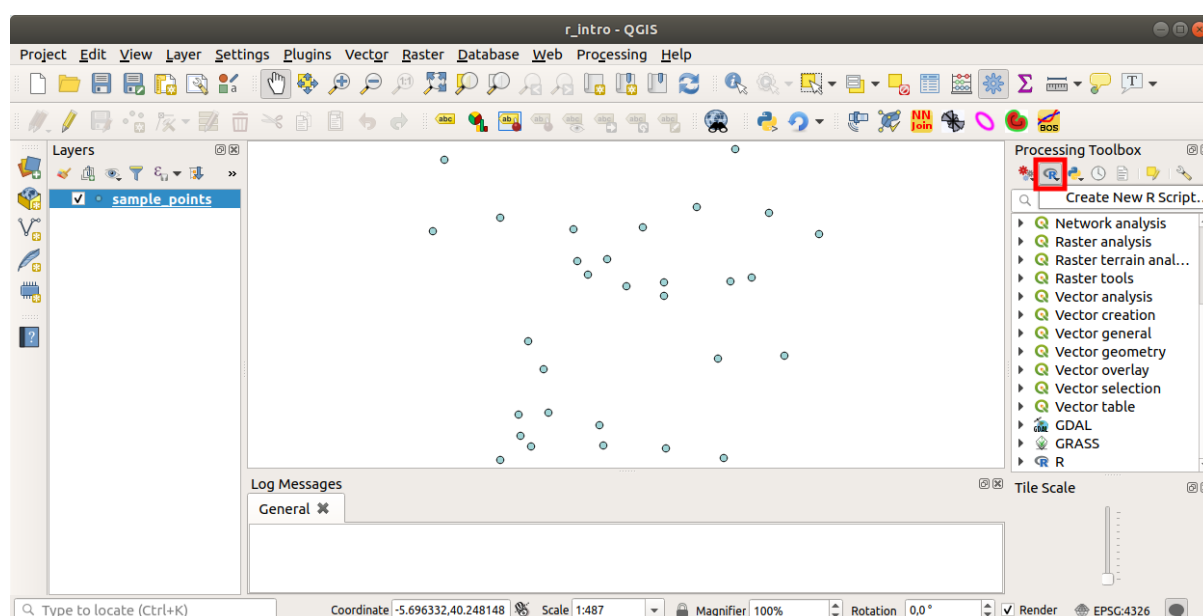 r_intro - QGIS
Project Edit View Layer Settings Plugins Vector Raster Database Web Processing Help
abc
ab
NN
Join
BOS
Layers
sample_points
Processing Toolbox
Create New R Script...
Network analysis
Raster analysis
Raster terrain anal...
Raster tools
Vector analysis
Vector creation
Vector general
Vector geometry
Vector overlay
Vector selection
Vector table
GDAL
GRASS
R
Log Messages
General
Tile Scale
Type to locate (Ctrl+K)
Coordinate -5.696332,40.248148 Scale 1:487 Magnifier 100% Rotation 0,0 ° Render EPSG:4326